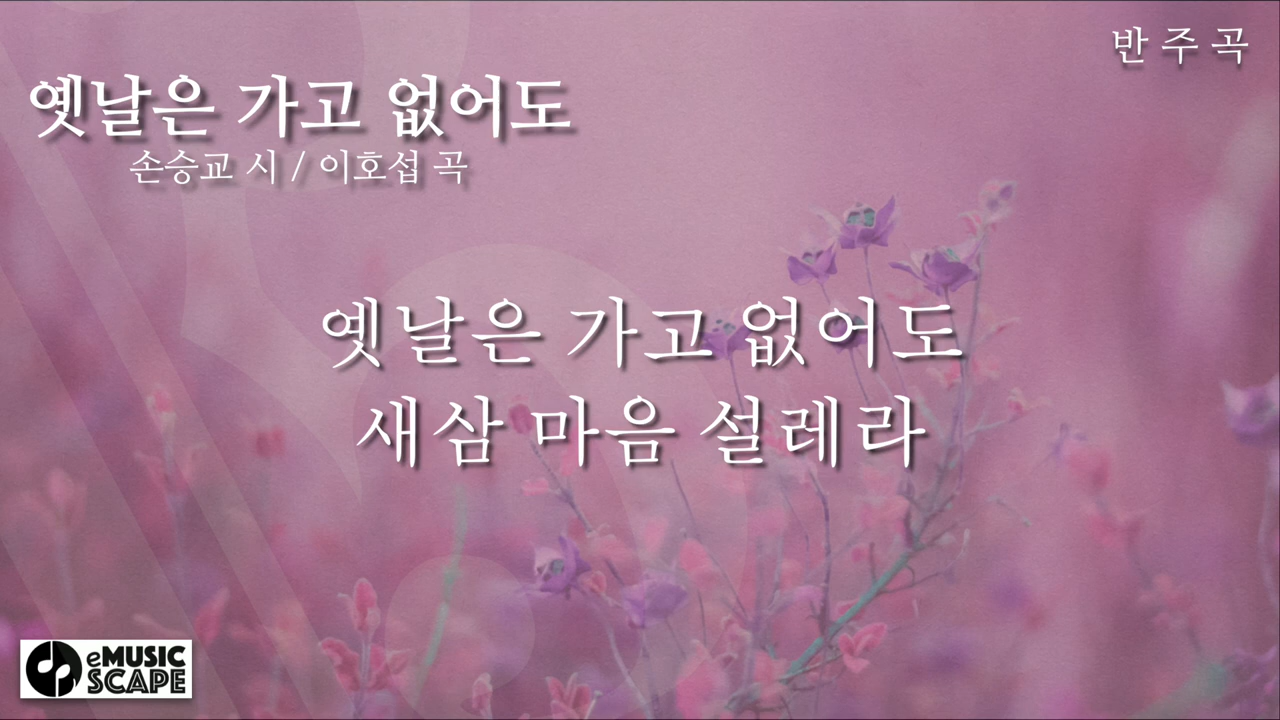 반 주 곡
옛날은 가고 없어도
손승교 시 / 이호섭 곡
옛날은 가고 없어도
새삼 마음 설레라
eMUSIC
SCAPE